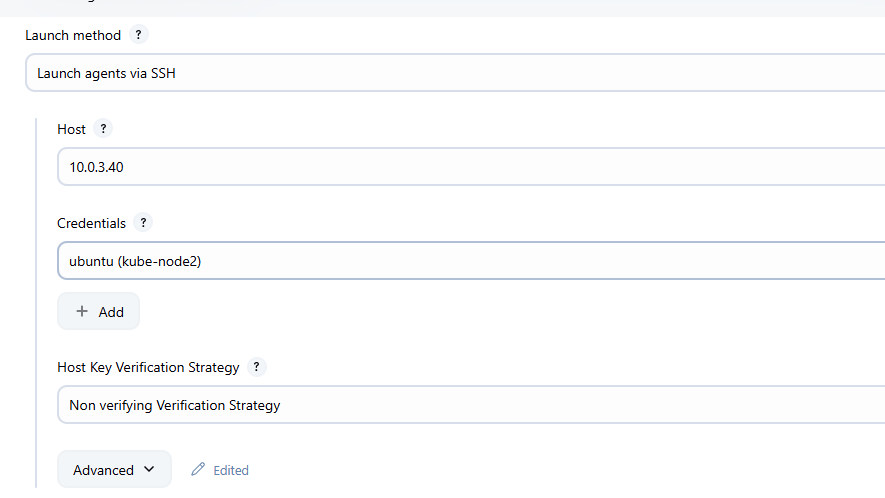 Launch method ?
Launch agents via SSH
Host ?
10.0.3.40
Credentials ?
ubuntu (kube-node2)
+ Add
Host Key Verification Strategy ?
Non verifying Verification Strategy
Advanced Edited